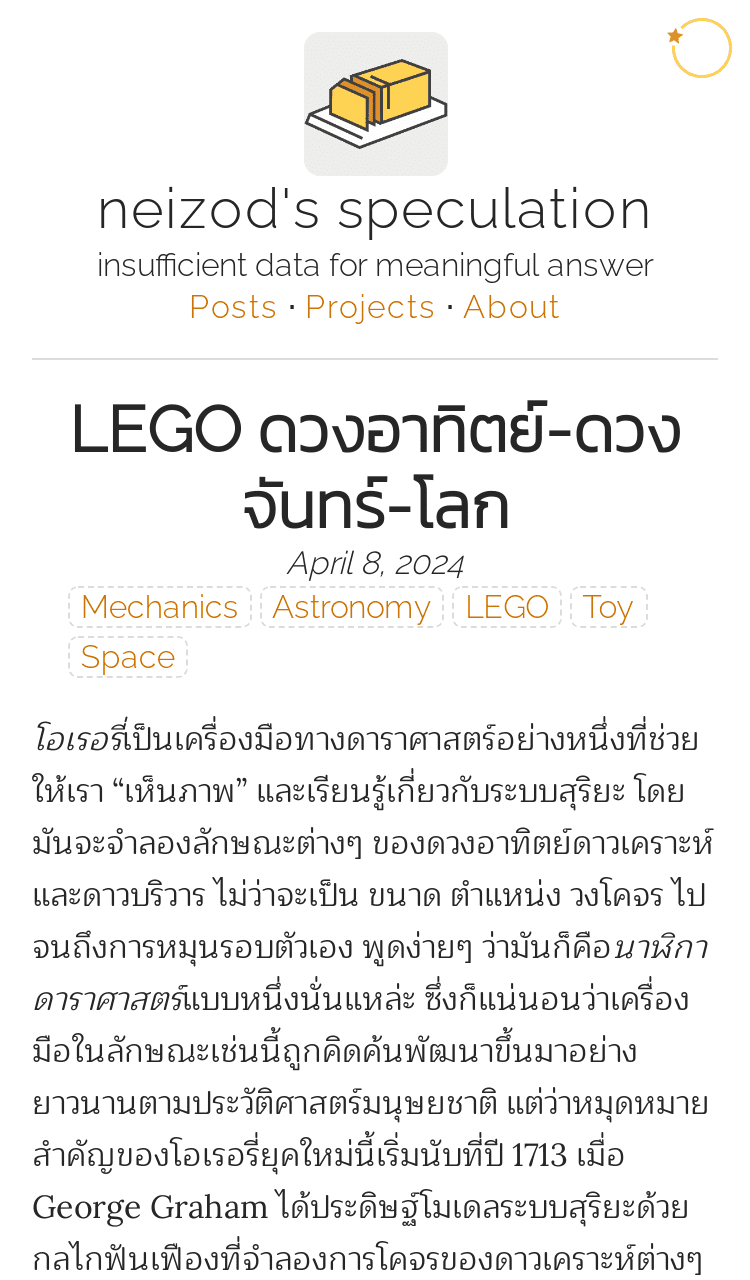 neizod's speculation
insufficient data for meaningful answer
Posts · Projects · About
LEGO ดวงอาทิตย์-ดวง
จันทร์-โลก
April 8, 2024
Mechanics Astronomy LEGO Toy
Space
โอเรอรี่เป็นเครื่องมือทางดาราศาสตร์อย่างหนึ่งที่ช่วย
ให้เรา “เห็นภาพ” และเรียนรู้เกี่ยวกับระบบสุริยะ โดย
มันจะจำลองลักษณะต่างๆ ของดวงอาทิตย์ดาวเคราะห์
และดาวบริวาร ไม่ว่าจะเป็น ขนาด ตำแหน่ง วงโคจร ไป
จนถึงการหมุนรอบตัวเอง พูดง่ายๆ ว่ามันก็คือนาฬิกา
ดาราศาสตร์แบบหนึ่งนั่นแหล่ะ ซึ่งก็แน่นอนว่าเครื่อง
มือในลักษณะเช่นนี้ถูกคิดค้นพัฒนาขึ้นมาอย่าง
ยาวนานตามประวัติศาสตร์มนุษยชาติ แต่ว่าหมุดหมาย
สำคัญของโอเรอรี่ยุคใหม่นี้เริ่มนับที่ปี 1713 เมื่อ
George Graham ได้ประดิษฐ์โมเดลระบบสุริยะด้วย
กลไกฟันเฟืองที่จำลองการโคจรของดาวเคราะห์ต่างๆ